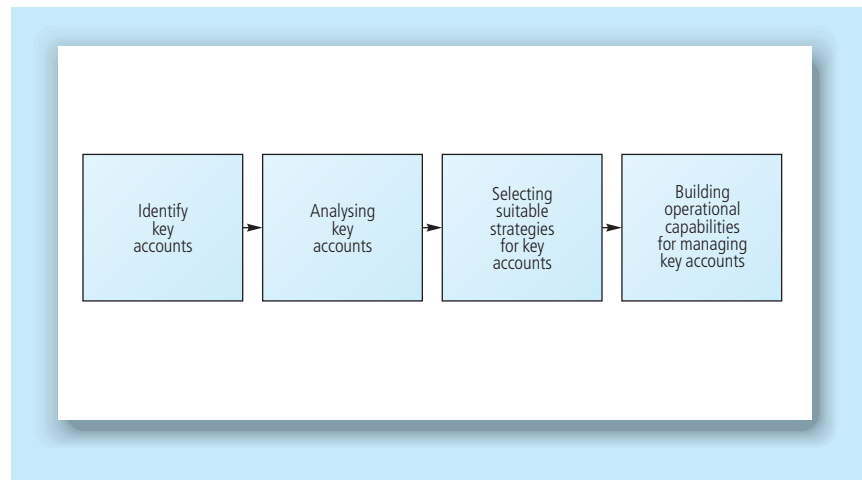 Identify
key
accounts
Analysing
key
accounts
Selecting
suitable
strategies
for key
accounts
Building
operational
capabilities
for managing
key accounts